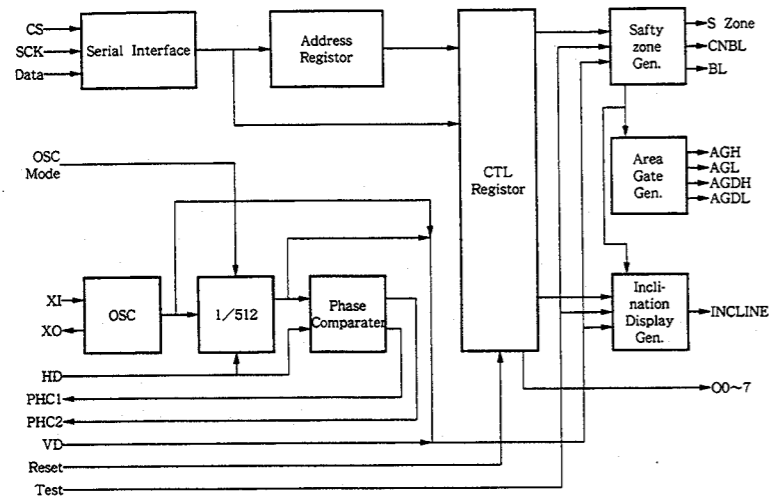 CS
SCK
Data
Serial Interface
Address
Registor
CTL
Registor
Safty
zone
Gen.
S Zone
CNBL
BL
OSC
Mode
Area
Gate
Gen.
AGH
AGL
AGDH
AGDL
XI
XO
OSC
1/512
Phase
Comparater
Incli-
nation
Display
Gen.
INCLINE
HD
PHC1
PHC2
VD
Reset
Test
O0~7